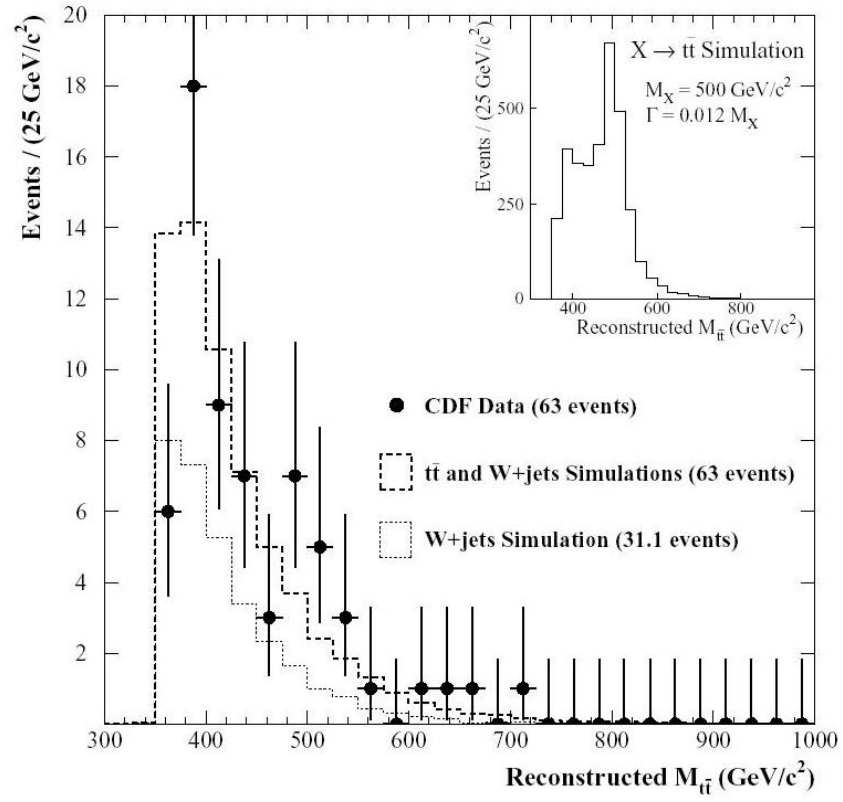 Events / (25 GeV/c²)
20
18
16
14
12
10
8
6
4
2
300
400
500
600
700
800
900
1000
Reconstructed M_tt̄ (GeV/c²)
X → tt̄ Simulation
M_X = 500 GeV/c²
Γ = 0.012 M_X
Events / (25 GeV/c²)
500
250
0
400
600
800
Reconstructed M_tt̄ (GeV/c²)
CDF Data (63 events)
tt̄ and W+jets Simulations (63 events)
W+jets Simulation (31.1 events)